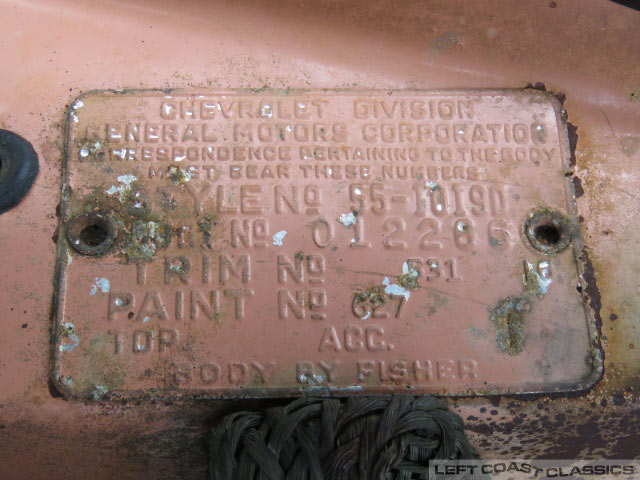 CHEVROLET DIVISION
GENERAL MOTORS CORPORATION
CORRESPONDENCE PERTAINING TO THE BODY
MUST BEAR THESE NUMBERS
STYLE Nº 55-1019D
BODY Nº 012286
TRIM Nº 531
PAINT Nº 627
TOP ACC.
BODY BY FISHER
LEFT COAST CLASSICS